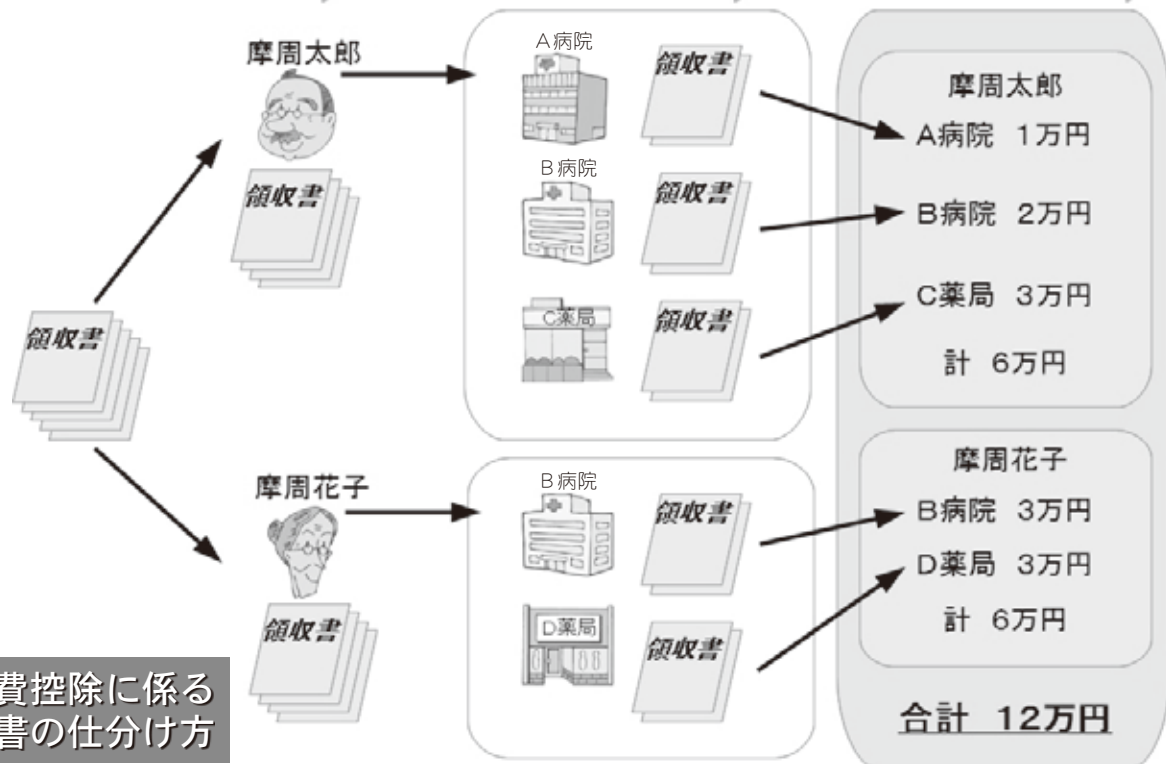 領収書
摩周太郎
領収書
A病院
領収書
B病院
領収書
C薬局
領収書
摩周太郎
A病院 1万円
B病院 2万円
C薬局 3万円
計 6万円
摩周花子
領収書
B病院
領収書
D薬局
領収書
摩周花子
B病院 3万円
D薬局 3万円
計 6万円
合計 12万円
費控除に係る
書の仕分け方